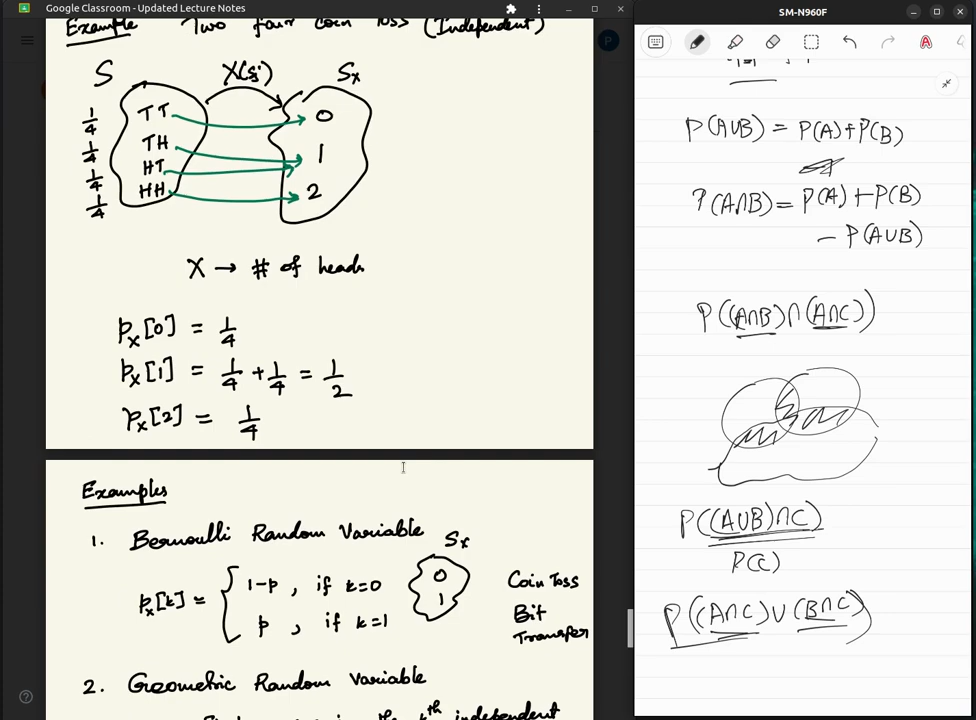 Google Classroom - Updated Lecture Notes
Example Two fair Coin Toss (Independent)
S X(si) Sx
1/4 TT 0
1/4 TH 1
1/4 HT
1/4 HH 2
X → # of heads
px[0] = 1/4
px[1] = 1/4 + 1/4 = 1/2
px[2] = 1/4
Examples
1. Bernoulli Random Variable
Sx
0
1
px[k] = { 1-p , if k=0
p , if k=1
Coin Toss
Bit
Transfer
2. Geometric Random Variable
kth independent
SM-N960F
P(A∪B) = P(A)+P(B)
P(A∩B) = P(A)+P(B)
- P(A∪B)
P((A∩B)∩(A∩C))
P((A∪B)∩C)
P(C)
P((A∩C)∪(B∩C))